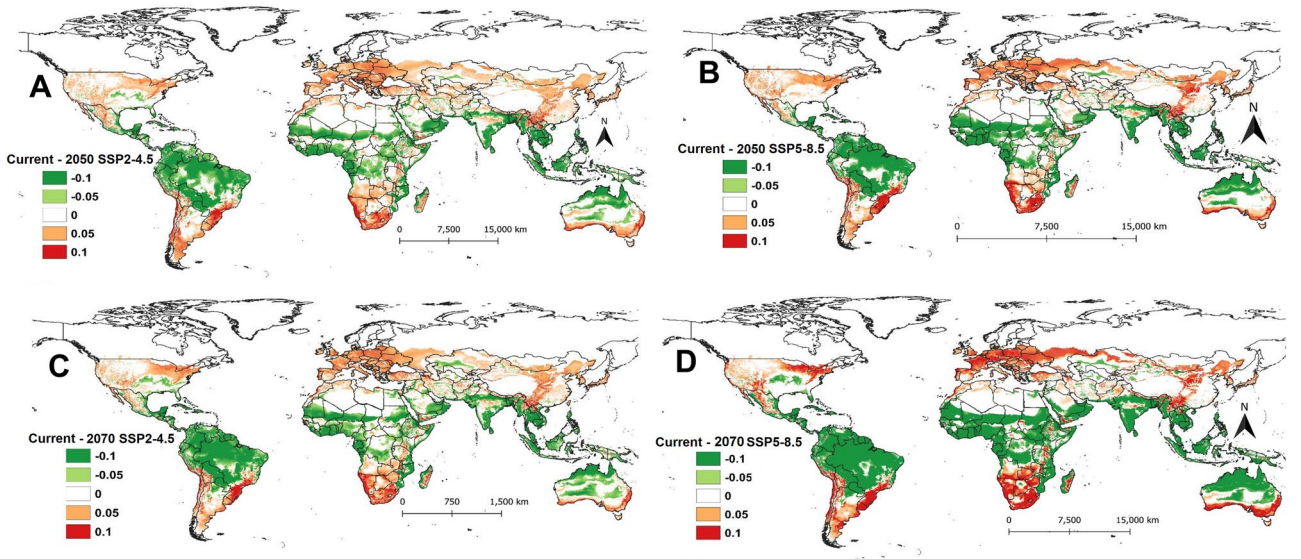 A
N
Current - 2050 SSP2-4.5
-0.1
-0.05
0
0.05
0.1
0 7,500 15,000 km
B
N
Current - 2050 SSP5-8.5
-0.1
-0.05
0
0.05
0.1
0 7,500 15,000 km
C
Current - 2070 SSP2-4.5
-0.1
-0.05
0
0.05
0.1
0 750 1,500 km
D
N
Current - 2070 SSP5-8.5
-0.1
-0.05
0
0.05
0.1
0 7,500 15,000 km